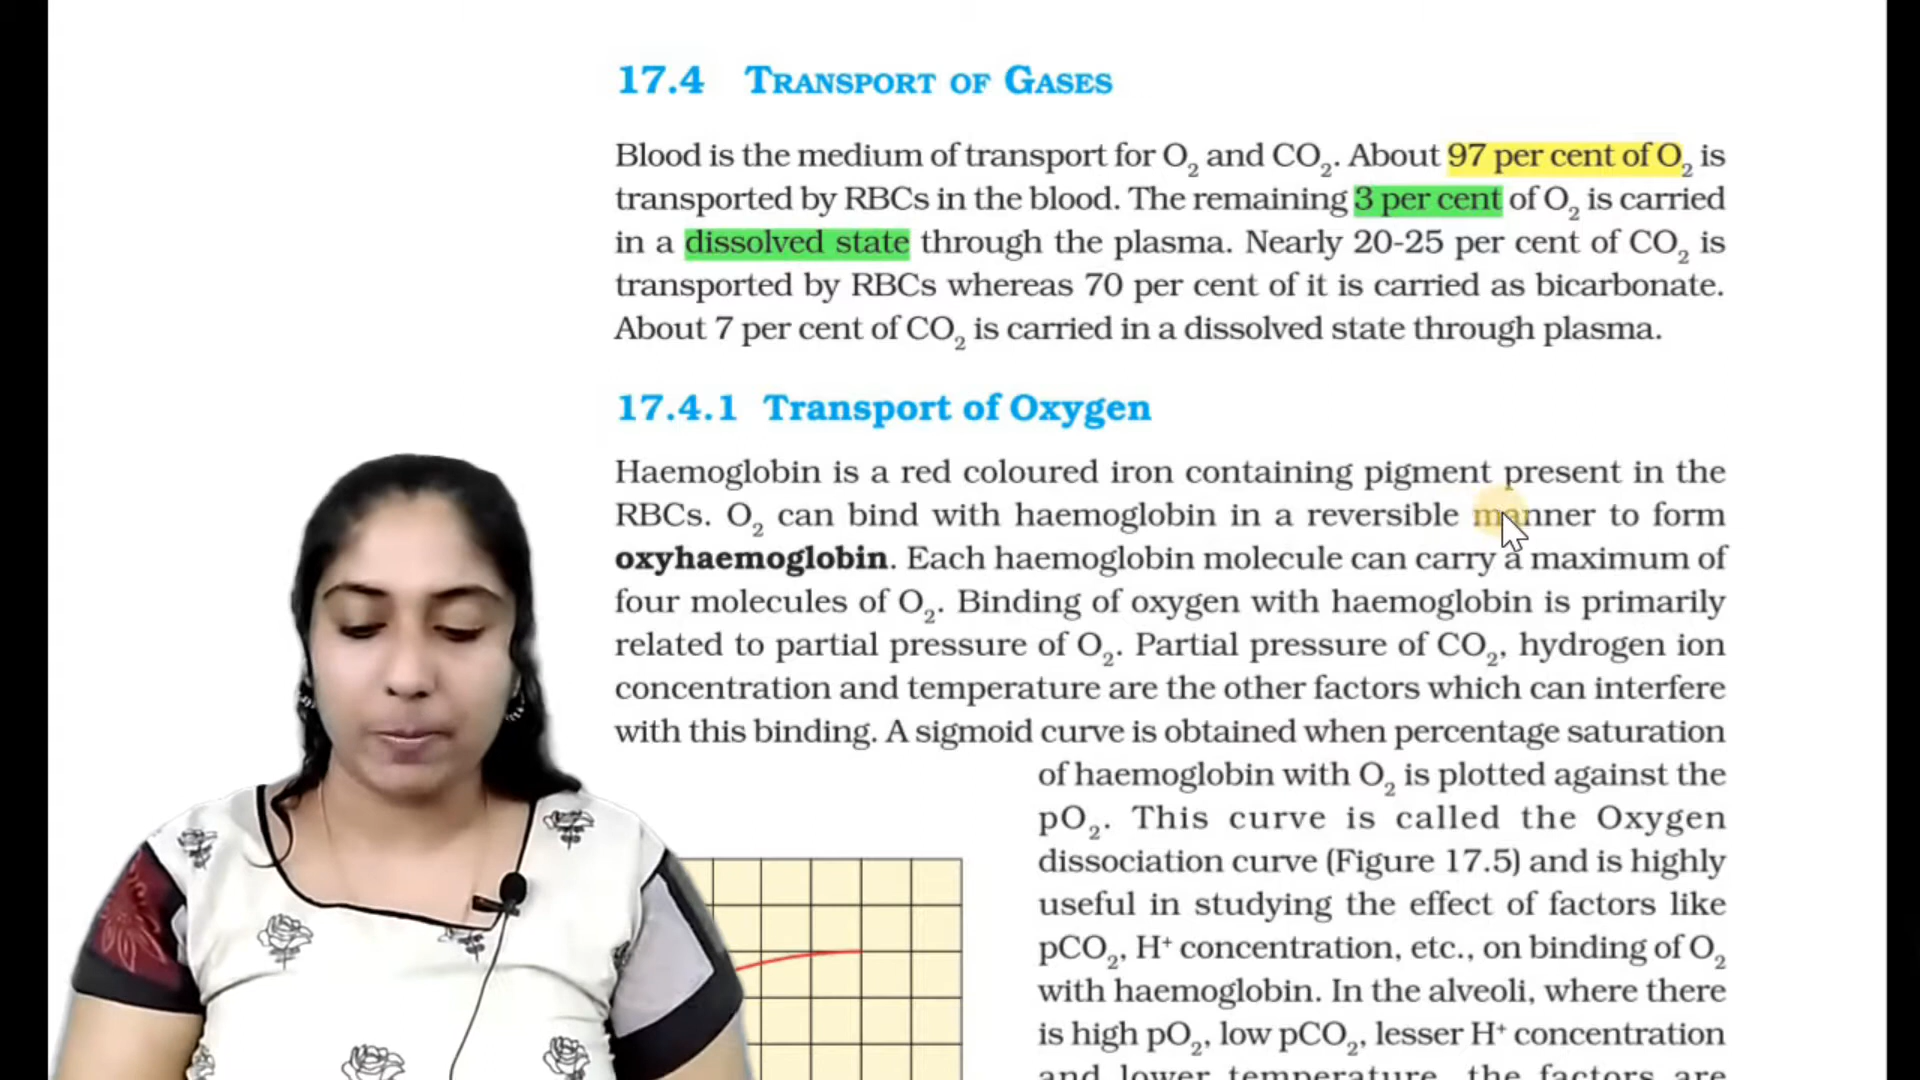 17.4 TRANSPORT OF GASES
Blood is the medium of transport for O₂ and CO₂. About 97 per cent of O₂ is
transported by RBCs in the blood. The remaining 3 per cent of O₂ is carried
in a dissolved state through the plasma. Nearly 20-25 per cent of CO₂ is
transported by RBCs whereas 70 per cent of it is carried as bicarbonate.
About 7 per cent of CO₂ is carried in a dissolved state through plasma.
17.4.1 Transport of Oxygen
Haemoglobin is a red coloured iron containing pigment present in the
RBCs. O₂ can bind with haemoglobin in a reversible manner to form
oxyhaemoglobin. Each haemoglobin molecule can carry a maximum of
four molecules of O₂. Binding of oxygen with haemoglobin is primarily
related to partial pressure of O₂. Partial pressure of CO₂, hydrogen ion
concentration and temperature are the other factors which can interfere
with this binding. A sigmoid curve is obtained when percentage saturation
of haemoglobin with O₂ is plotted against the
pO₂. This curve is called the Oxygen
dissociation curve (Figure 17.5) and is highly
useful in studying the effect of factors like
pCO₂, H⁺ concentration, etc., on binding of O₂
with haemoglobin. In the alveoli, where there
is high pO₂, low pCO₂, lesser H⁺ concentration
and lower temperature, the factors are